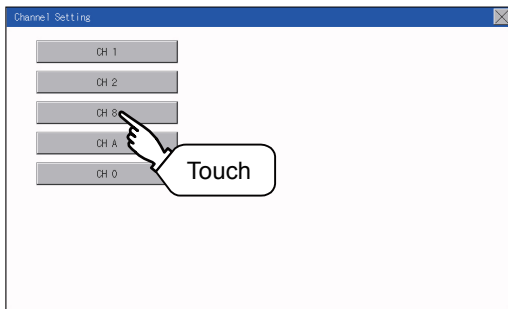 Channel Setting
CH 1
CH 2
CH 8
CH A
CH 0
Touch